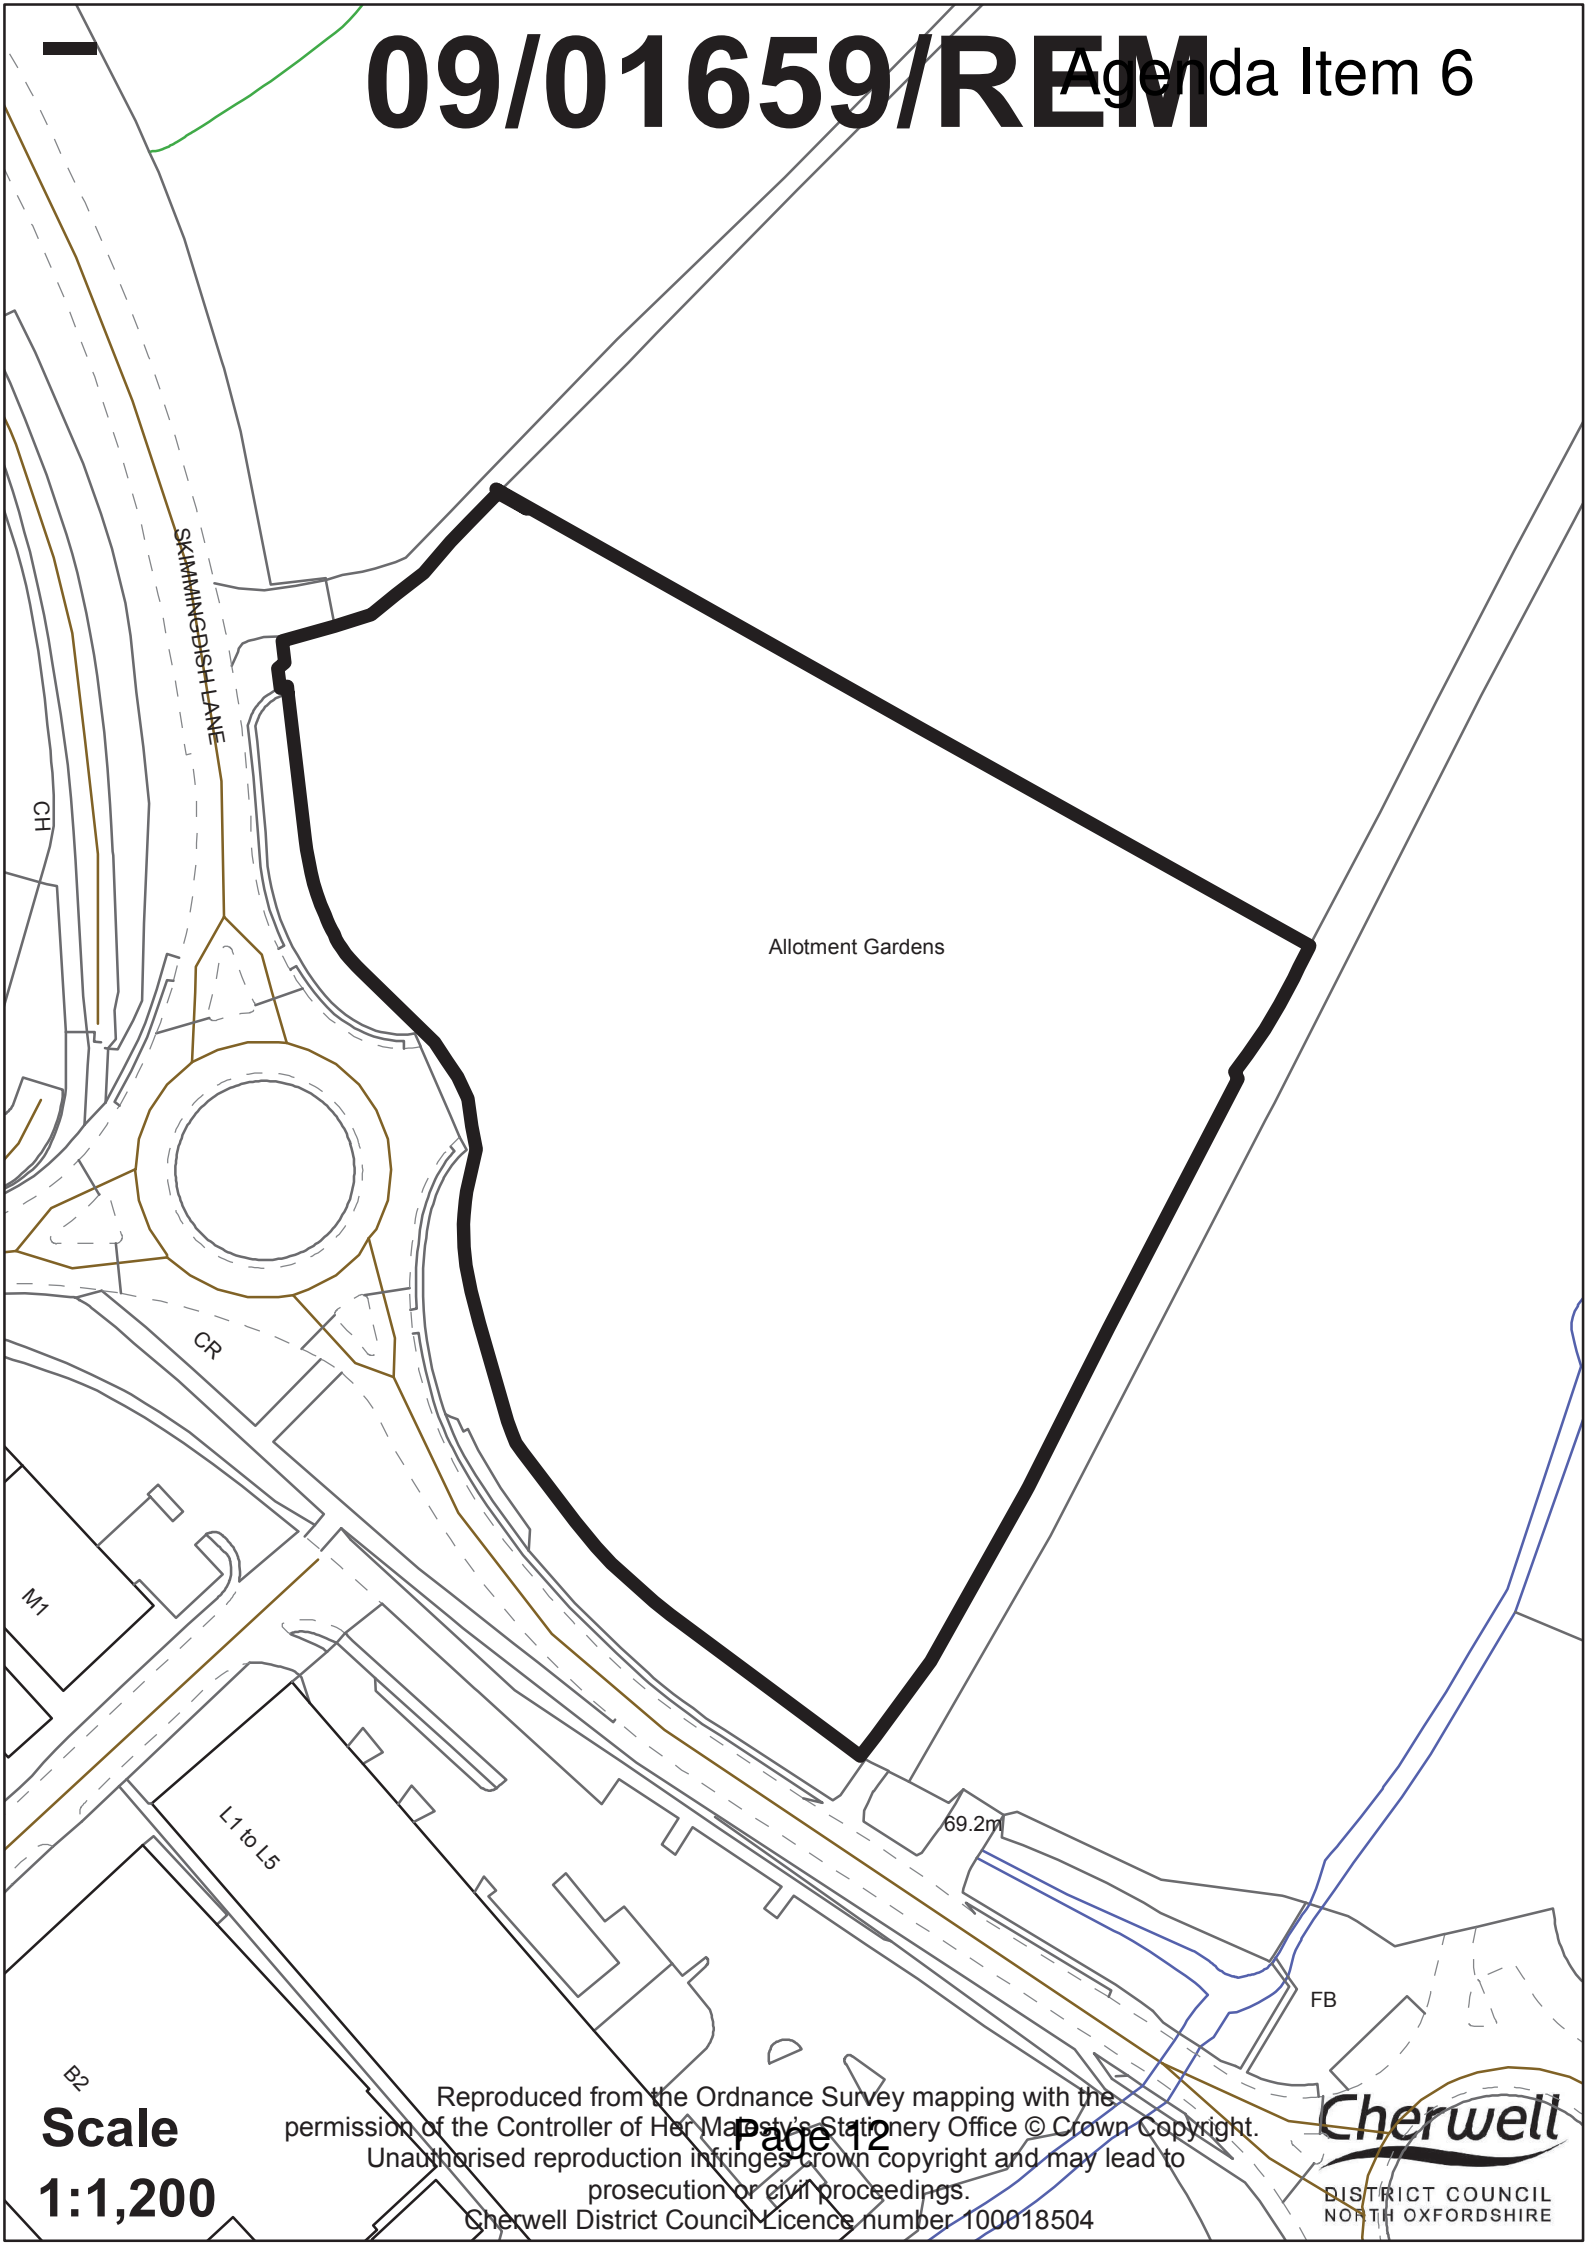 09/01659/REM
Agenda Item 6
SKIMMINGDISH LANE
CH
Allotment Gardens
CR
M1
L1 to L5
69.2m
FB
B2
Scale
1:1,200
Reproduced from the Ordnance Survey mapping with the
permission of the Controller of Her Majesty's Stationery Office © Crown Copyright.
Unauthorised reproduction infringes crown copyright and may lead to
prosecution or civil proceedings.
Cherwell District Council Licence number 100018504
Page 12
Cherwell
DISTRICT COUNCIL
NORTH OXFORDSHIRE